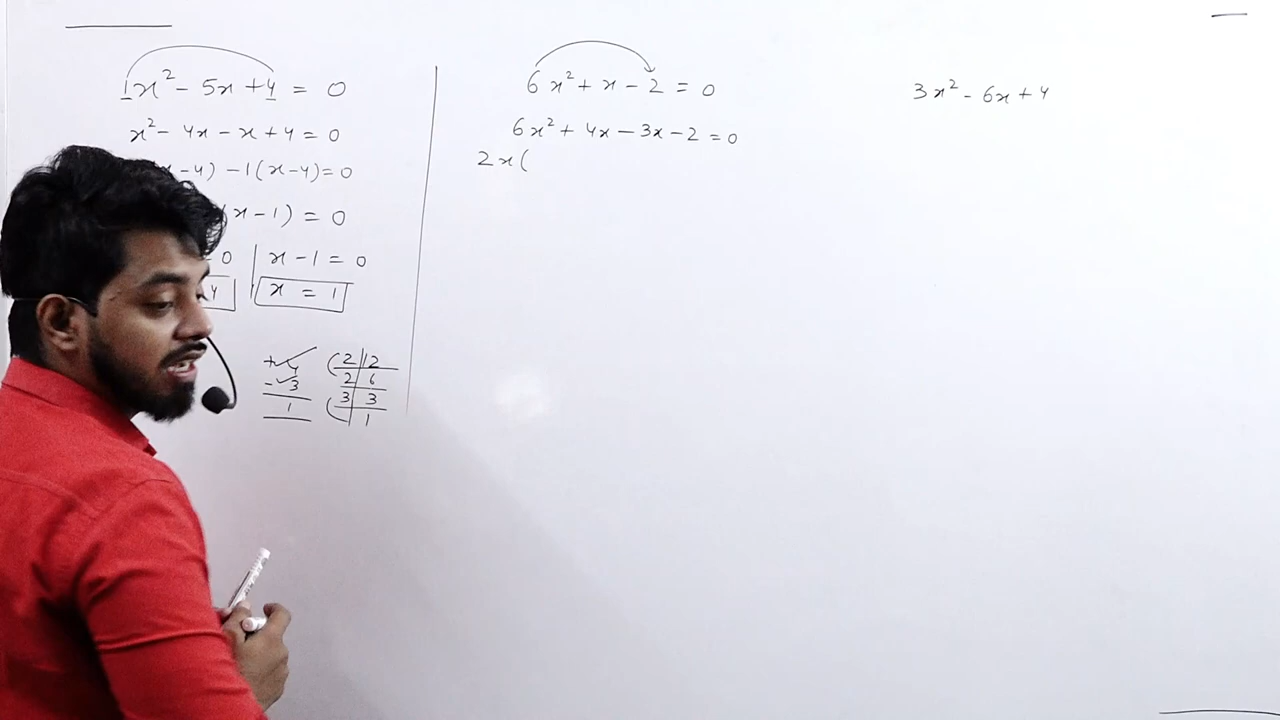 1x² - 5x + 4 = 0
x² - 4x - x + 4 = 0
x - 4) - 1(x - 4) = 0
(x - 1) = 0
0 | x - 1 = 0
4 | x = 1
+ 4
- 3
1
2 | 12
2 | 6
3 | 3
1
6x² + x - 2 = 0
6x² + 4x - 3x - 2 = 0
2x(
3x² - 6x + 4